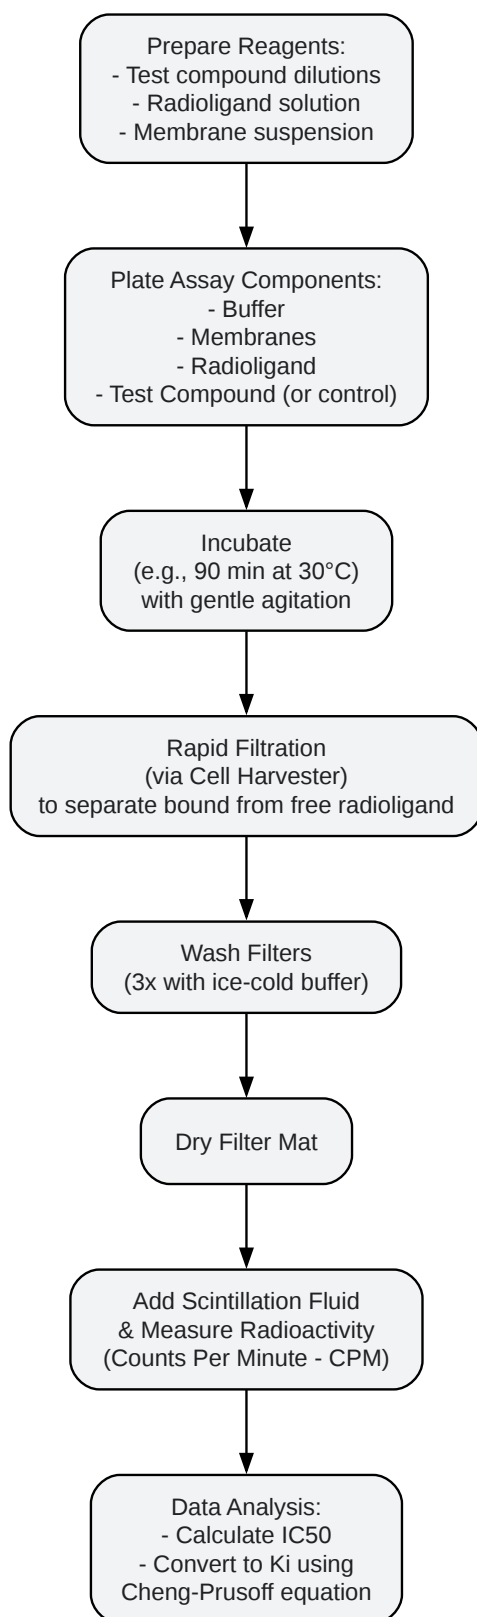 Prepare Reagents:
- Test compound dilutions
- Radioligand solution
- Membrane suspension
Plate Assay Components:
- Buffer
- Membranes
- Radioligand
- Test Compound (or control)
Incubate
(e.g., 90 min at 30°C)
with gentle agitation
Rapid Filtration
(via Cell Harvester)
to separate bound from free radioligand
Wash Filters
(3x with ice-cold buffer)
Dry Filter Mat
Add Scintillation Fluid
& Measure Radioactivity
(Counts Per Minute - CPM)
Data Analysis:
- Calculate IC50
- Convert to Ki using
Cheng-Prusoff equation